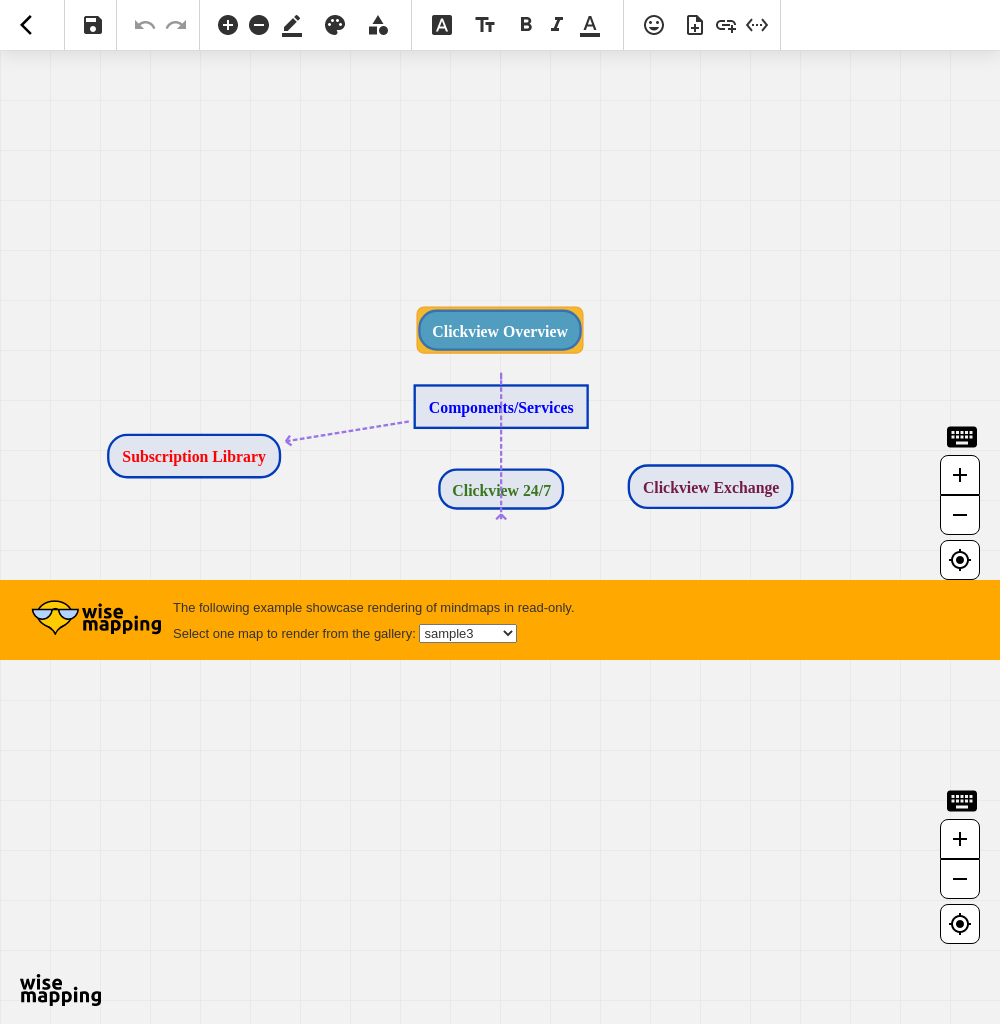 Clickview Overview
Components/Services
Subscription Library
Clickview 24/7
Clickview Exchange
wise
mapping
The following example showcase rendering of mindmaps in read-only.
Select one map to render from the gallery: sample3
wise
mapping